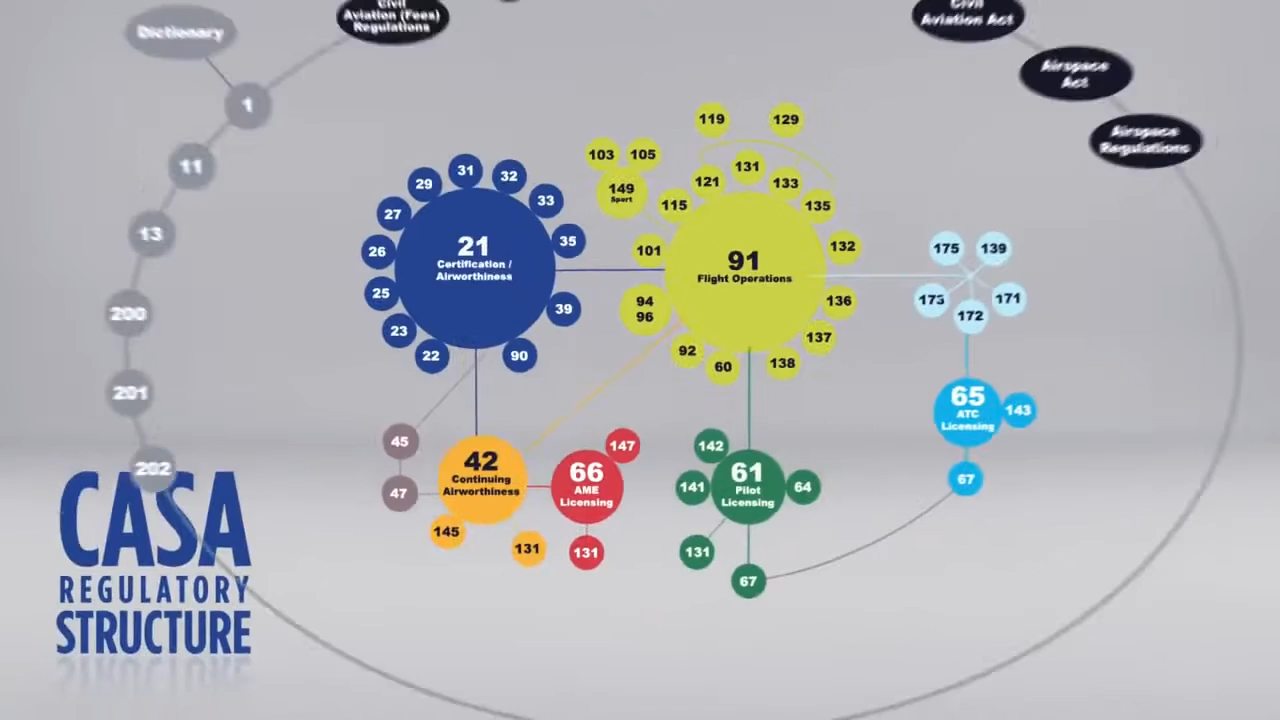 Civil
Aviation (Fees)
Regulations
Civil
Aviation Act
Dictionary
Airspace
Act
Airspace
Regulations
1
11
13
200
201
202
21
Certification /
Airworthiness
31
32
33
35
39
90
22
23
25
26
27
29
91
Flight Operations
119
129
131
133
135
132
136
137
138
60
92
94
96
101
115
121
103
105
149
Sport
175
139
173
171
172
65
ATC
Licensing
143
67
45
47
42
Continuing
Airworthiness
145
131
66
AME
Licensing
147
131
61
Pilot
Licensing
142
141
64
131
67
CASA
REGULATORY
STRUCTURE